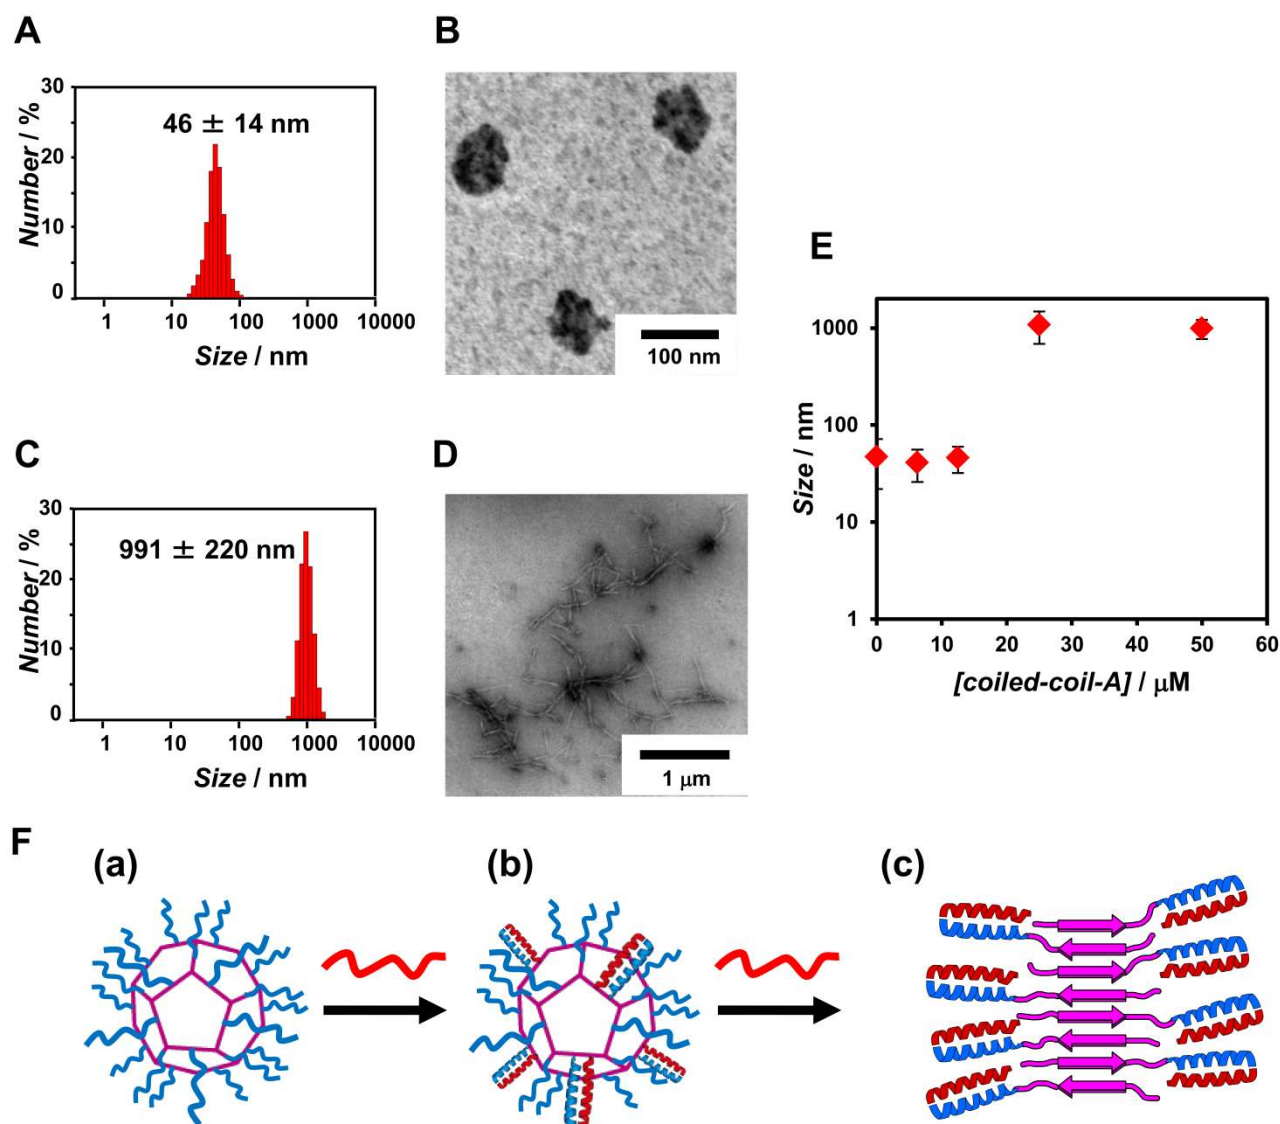 A
30
20
10
0
Number / %
46 ± 14 nm
1 10 100 1000 10000
Size / nm
B
100 nm
C
30
20
10
0
Number / %
991 ± 220 nm
1 10 100 1000 10000
Size / nm
D
1 μm
E
1000
100
10
1
Size / nm
0 10 20 30 40 50 60
[coiled-coil-A] / μM
F
(a)
(b)
(c)